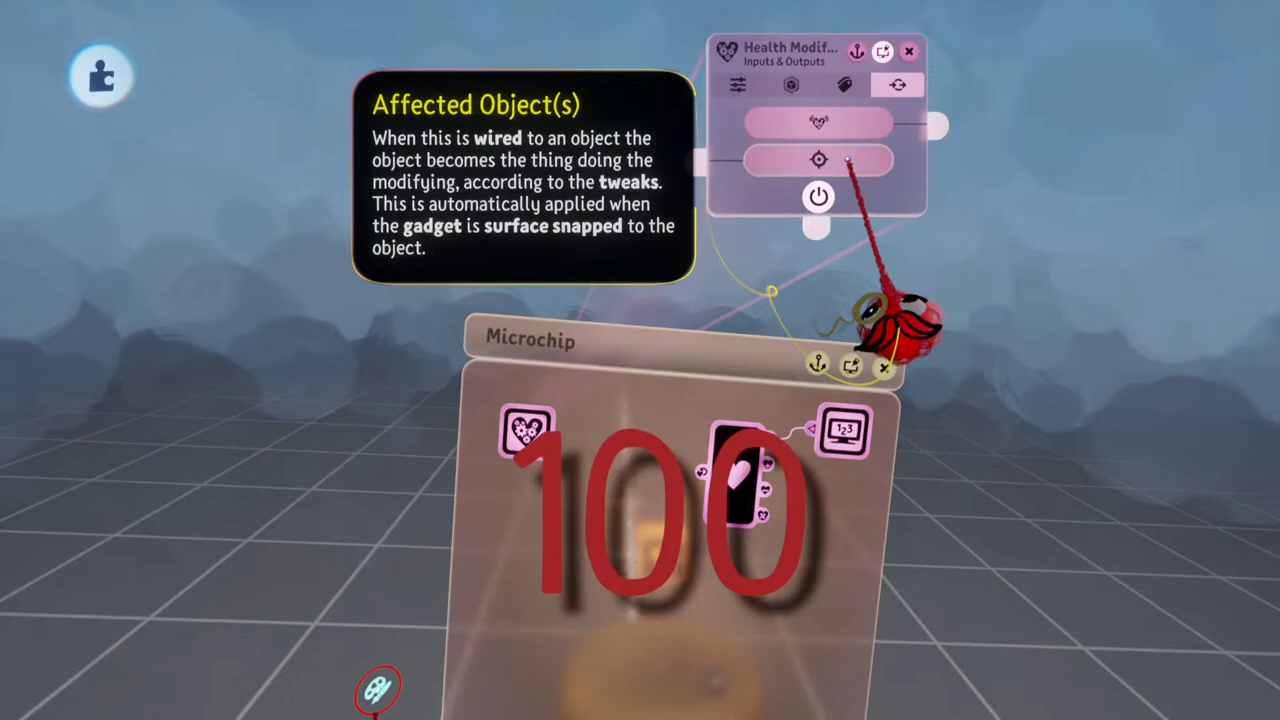 Health Modif...
Inputs & Outputs
Affected Object(s)
When this is wired to an object the
object becomes the thing doing the
modifying, according to the tweaks.
This is automatically applied when
the gadget is surface snapped to the
object.
Microchip
123
100